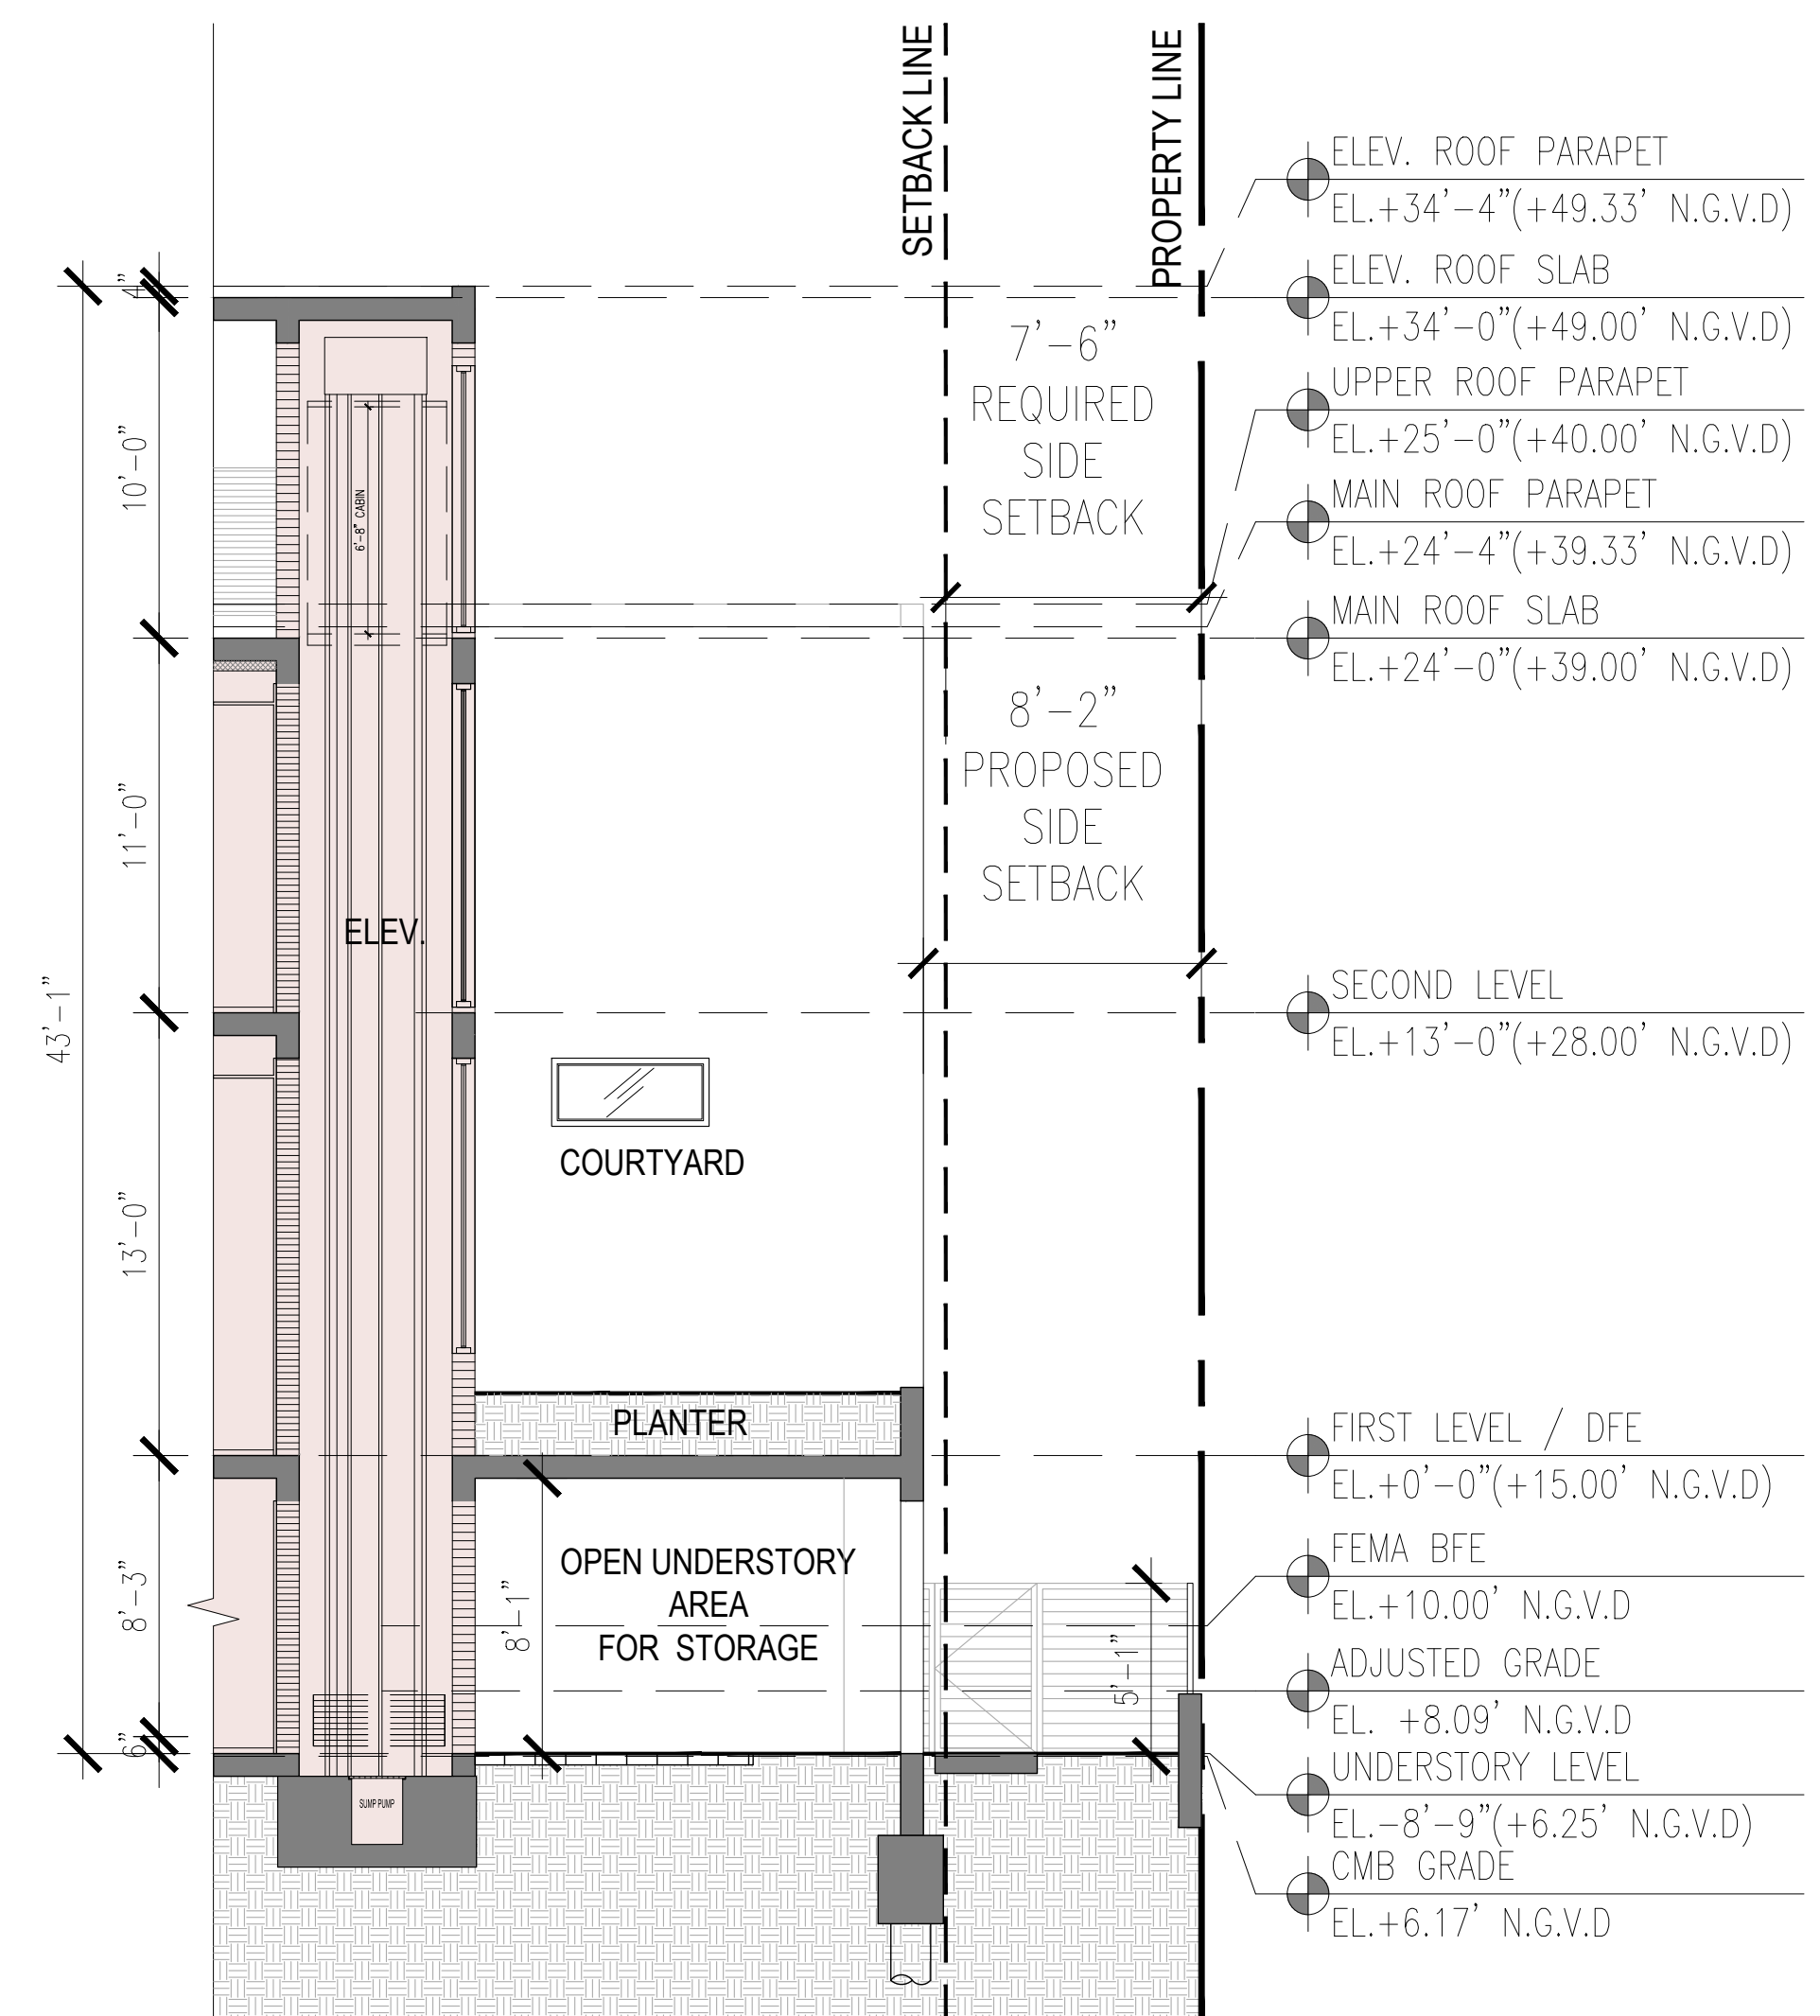 SETBACK LINE
PROPERTY LINE
ELEV. ROOF PARAPET
EL.+34'-4"(+49.33' N.G.V.D)
ELEV. ROOF SLAB
EL.+34'-0"(+49.00' N.G.V.D)
UPPER ROOF PARAPET
EL.+25'-0"(+40.00' N.G.V.D)
MAIN ROOF PARAPET
EL.+24'-4"(+39.33' N.G.V.D)
MAIN ROOF SLAB
EL.+24'-0"(+39.00' N.G.V.D)
SECOND LEVEL
EL.+13'-0"(+28.00' N.G.V.D)
FIRST LEVEL / DFE
EL.+0'-0"(+15.00' N.G.V.D)
FEMA BFE
EL.+10.00' N.G.V.D
ADJUSTED GRADE
EL. +8.09' N.G.V.D
UNDERSTORY LEVEL
EL.-8'-9"(+6.25' N.G.V.D)
CMB GRADE
EL.+6.17' N.G.V.D
7'-6"
REQUIRED
SIDE
SETBACK
8'-2"
PROPOSED
SIDE
SETBACK
4"
10'-0"
11'-0"
13'-0"
8'-3"
6"
43'-1"
6'-8" CABIN
ELEV.
COURTYARD
PLANTER
OPEN UNDERSTORY
AREA
FOR STORAGE
8'-1"
5'-1"
SUMP PUMP